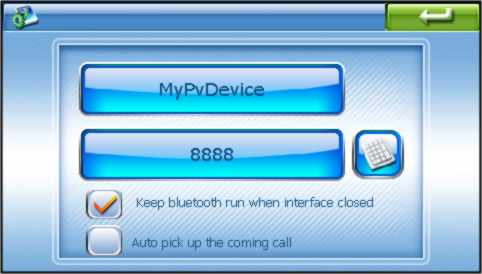 MyPvDevice
8888
Keep bluetooth run when interface closed
Auto pick up the coming call